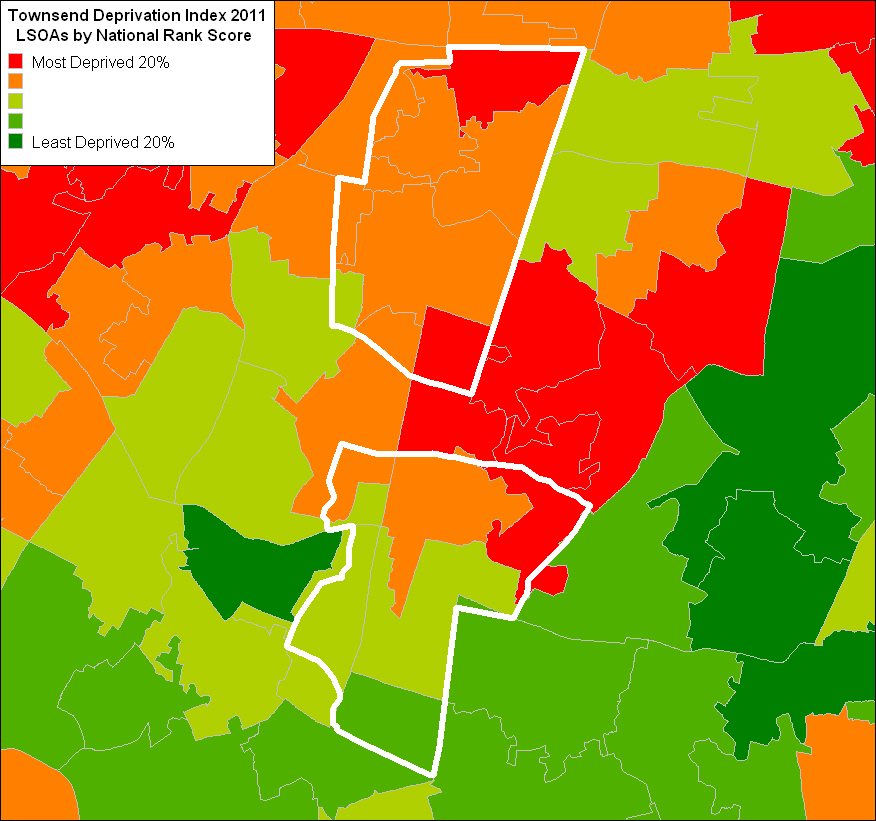 Townsend Deprivation Index 2011
LSOAs by National Rank Score
Most Deprived 20%
Least Deprived 20%